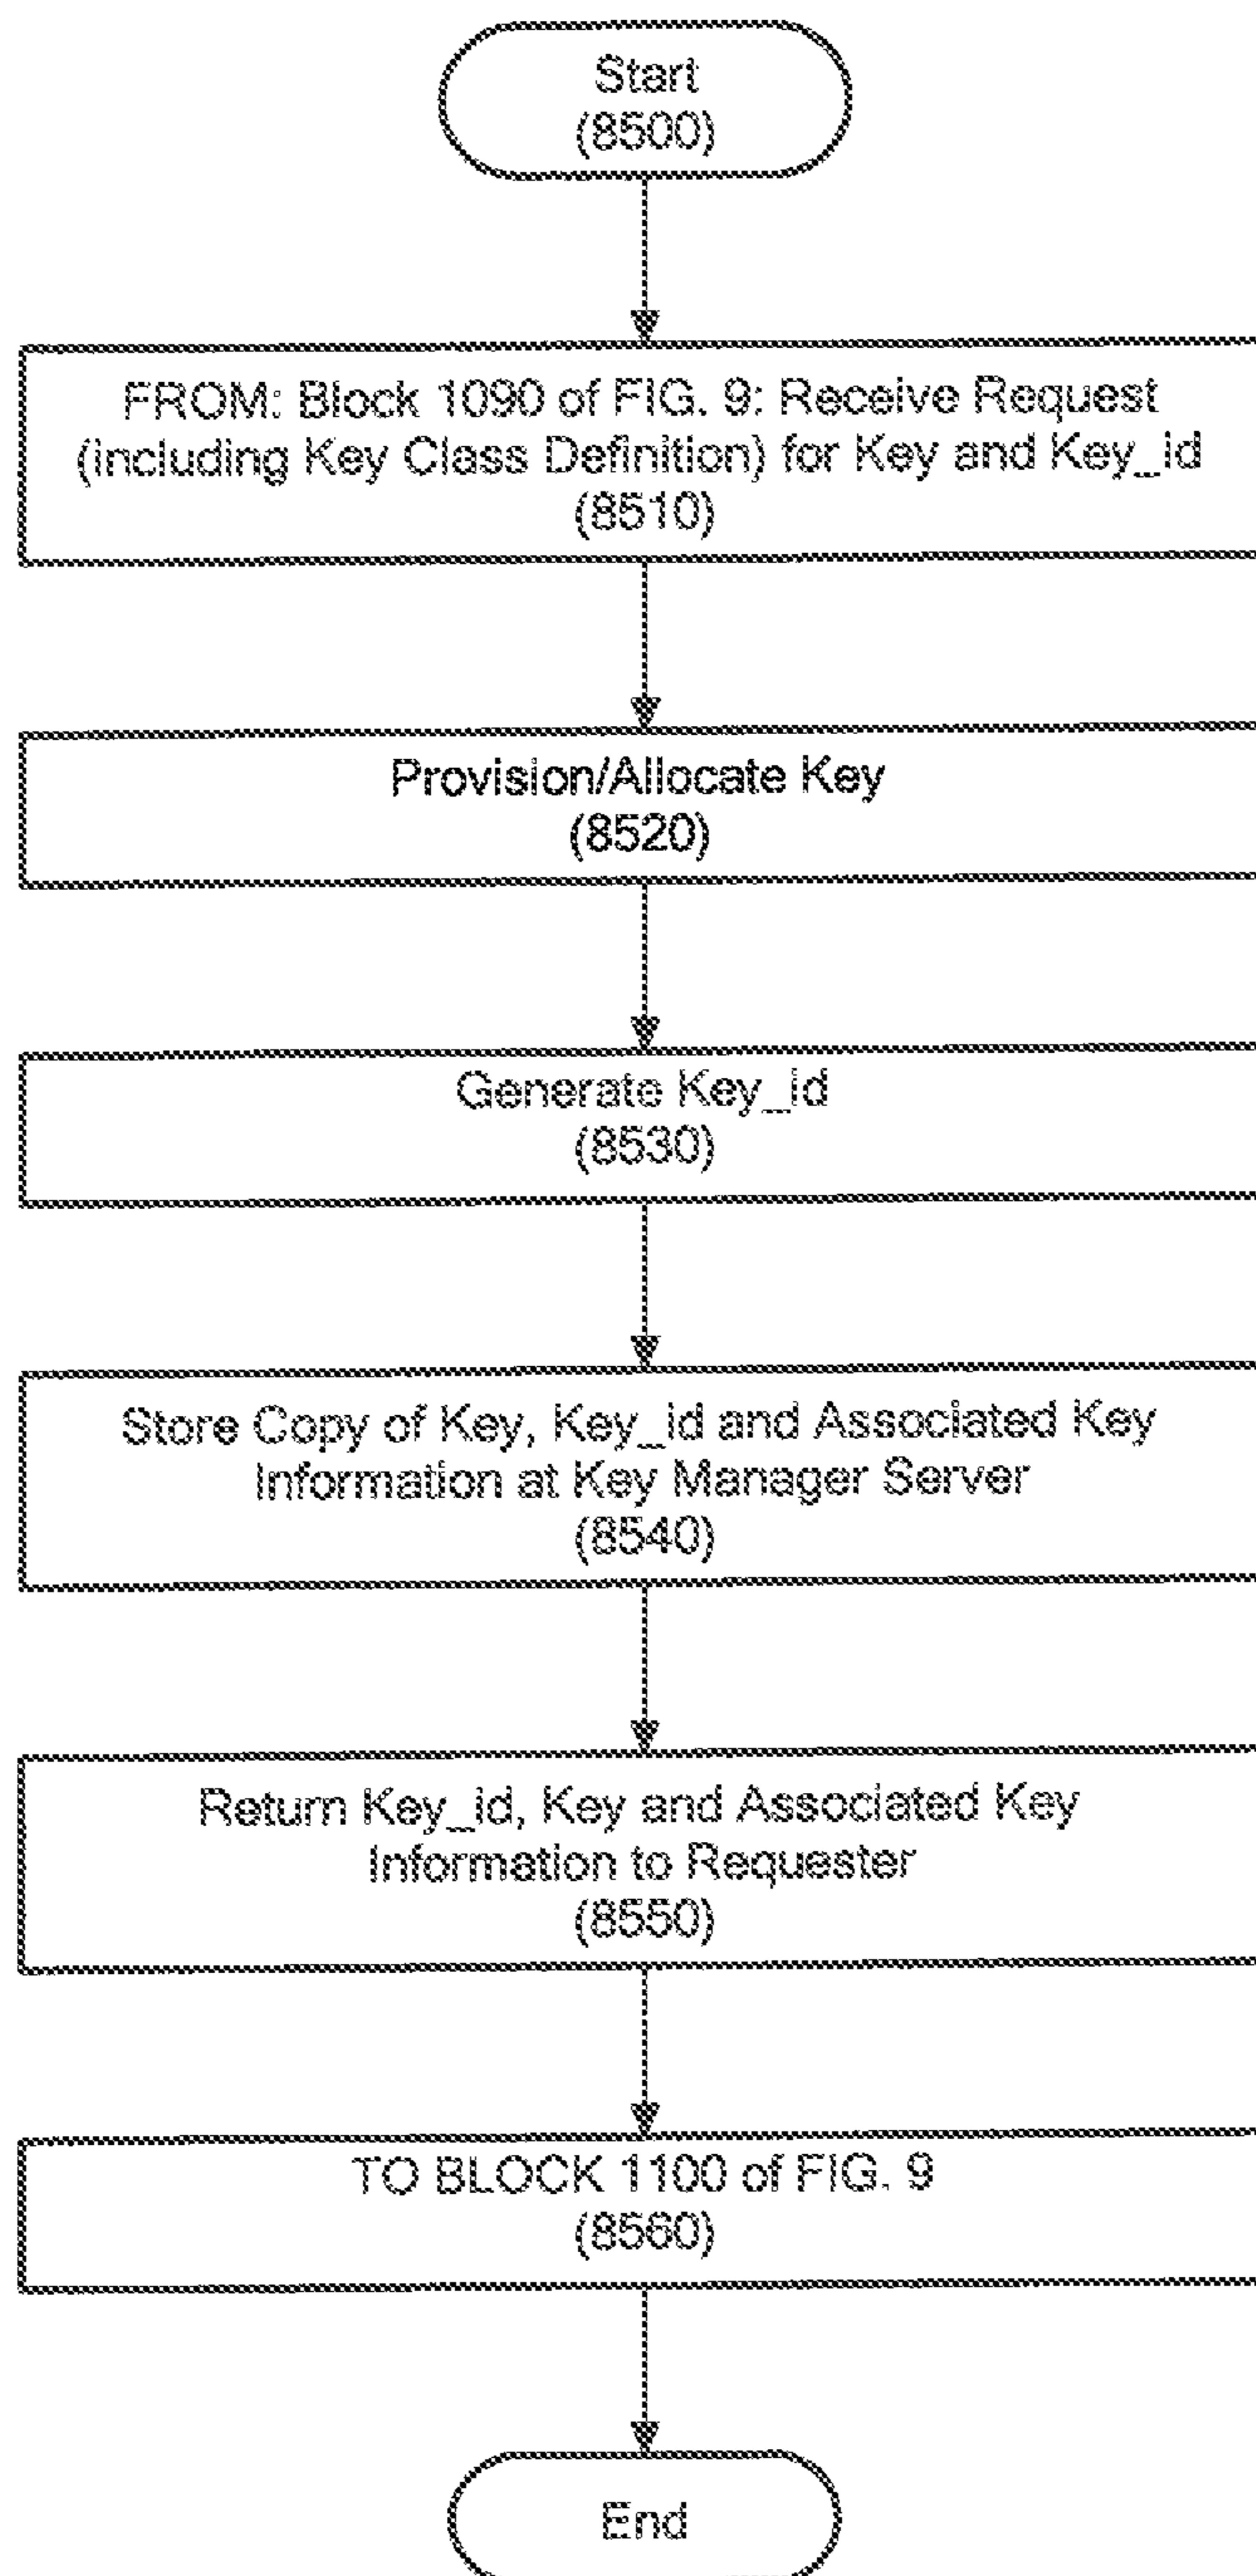 Start
(8500)
FROM: Block 1090 of FIG. 9: Receive Request
(including Key Class Definition) for Key and Key_id
(8510)
Provision/Allocate Key
(8520)
Generate Key_id
(8530)
Store Copy of Key, Key_id and Associated Key
Information at Key Manager Server
(8540)
Return Key_id, Key and Associated Key
Information to Requester
(8550)
TO BLOCK 1100 of FIG. 9
(8560)
End